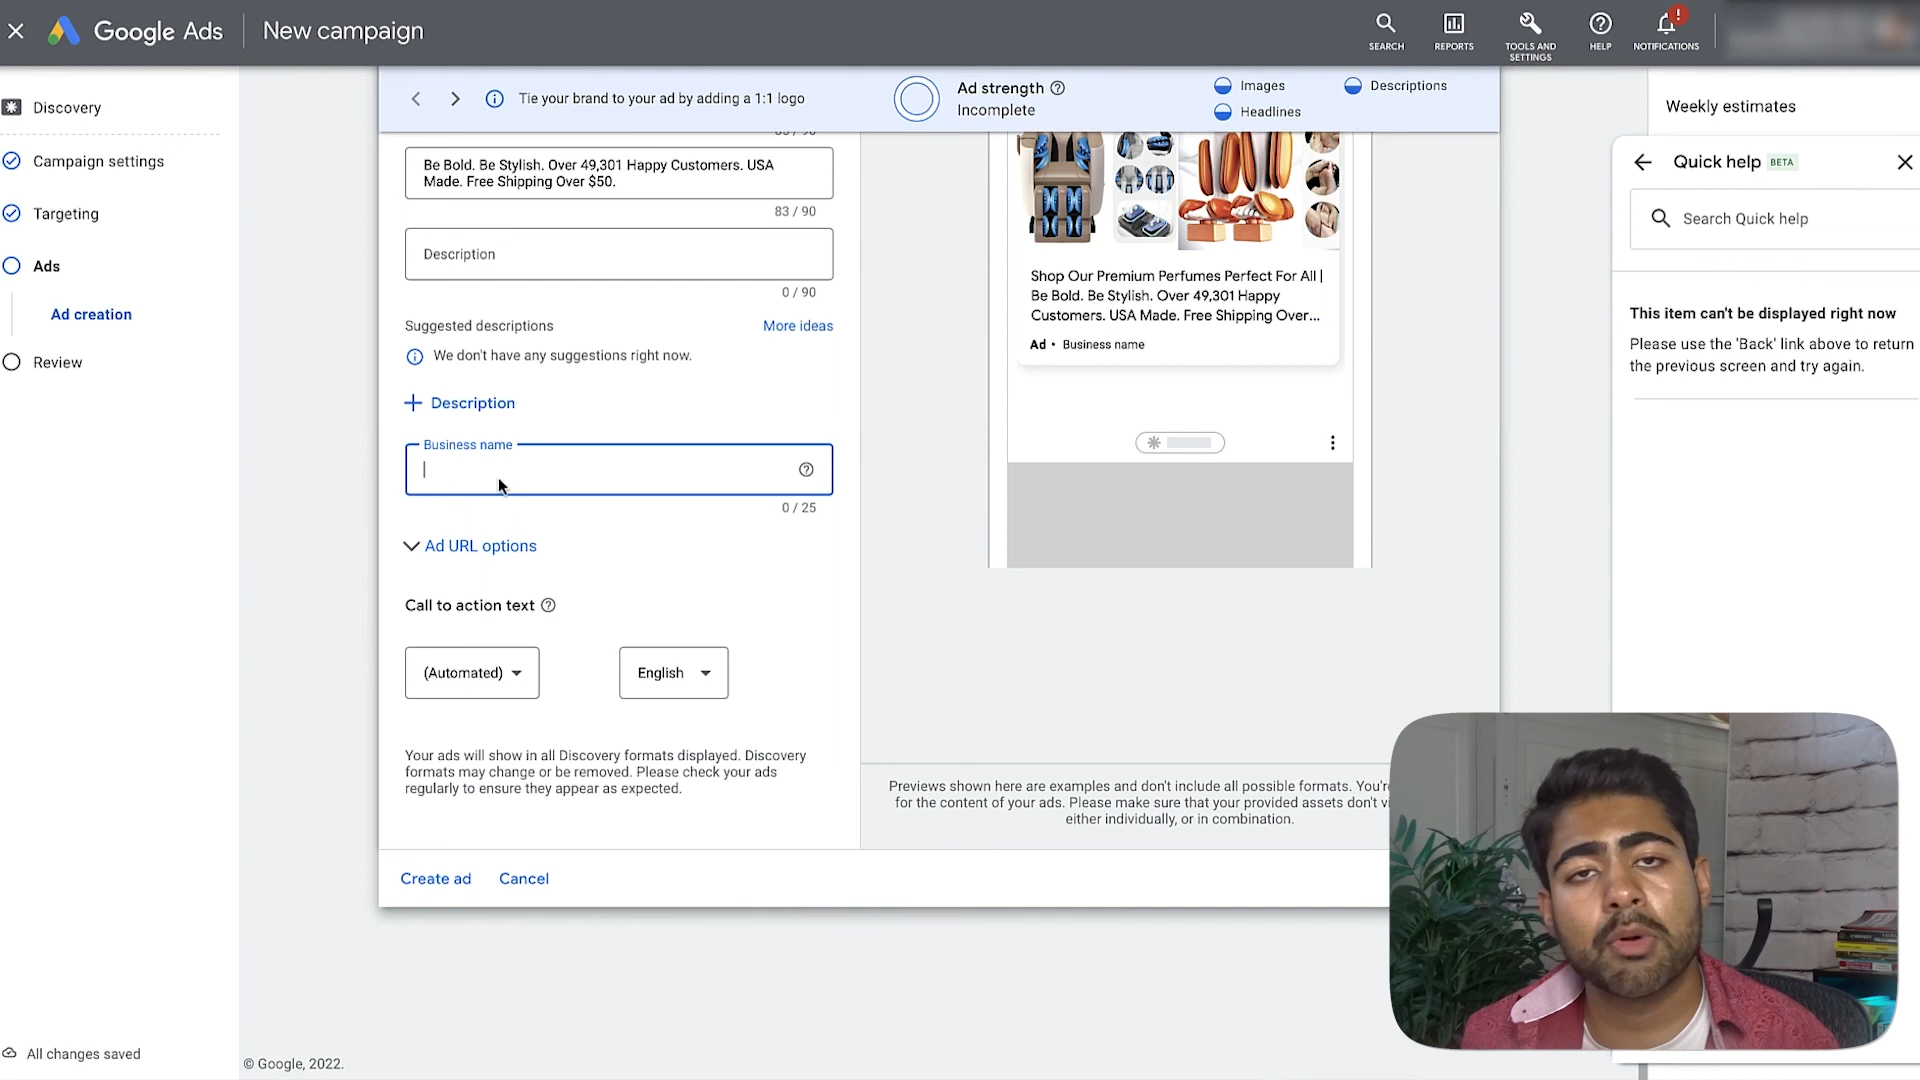 Google Ads
New campaign
SEARCH
REPORTS
TOOLS AND
SETTINGS
HELP
!
NOTIFICATIONS
Discovery
Campaign settings
Targeting
Ads
Ad creation
Review
All changes saved
Tie your brand to your ad by adding a 1:1 logo
Ad strength
Incomplete
Images
Headlines
Descriptions
Be Bold. Be Stylish. Over 49,301 Happy Customers. USA
Made. Free Shipping Over $50.
83 / 90
Description
0 / 90
Suggested descriptions
More ideas
We don't have any suggestions right now.
Description
Business name
0 / 25
Ad URL options
Call to action text
(Automated)
English
Your ads will show in all Discovery formats displayed. Discovery
formats may change or be removed. Please check your ads
regularly to ensure they appear as expected.
Create ad
Cancel
Shop Our Premium Perfumes Perfect For All |
Be Bold. Be Stylish. Over 49,301 Happy
Customers. USA Made. Free Shipping Over...
Ad • Business name
Previews shown here are examples and don't include all possible formats. You're
for the content of your ads. Please make sure that your provided assets don't
either individually, or in combination.
Weekly estimates
Quick help BETA
Search Quick help
This item can't be displayed right now
Please use the 'Back' link above to return
the previous screen and try again.
© Google, 2022.